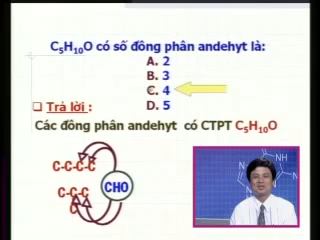 C₅H₁₀O có số đồng phân andehyt là:
A. 2
B. 3
C. 4
D. 5
❑ Trả lời :
Các đồng phân andehyt có CTPT C₅H₁₀O
C-C-C-C
CHO
C-C-C
C
N
NH
N